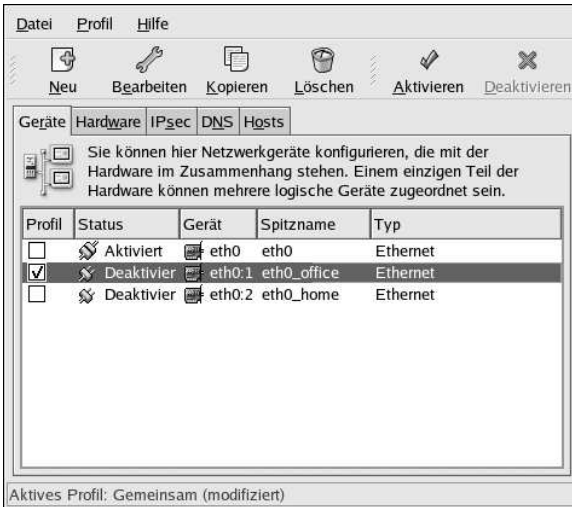 Datei Profil Hilfe
Neu Bearbeiten Kopieren Löschen Aktivieren Deaktivieren
Geräte Hardware IPsec DNS Hosts
Sie können hier Netzwerkgeräte konfigurieren, die mit der
Hardware im Zusammenhang stehen. Einem einzigen Teil der
Hardware können mehrere logische Geräte zugeordnet sein.
Profil Status Gerät Spitzname Typ
Aktiviert eth0 eth0 Ethernet
Deaktivier eth0:1 eth0_office Ethernet
Deaktivier eth0:2 eth0_home Ethernet
Aktives Profil: Gemeinsam (modifiziert)